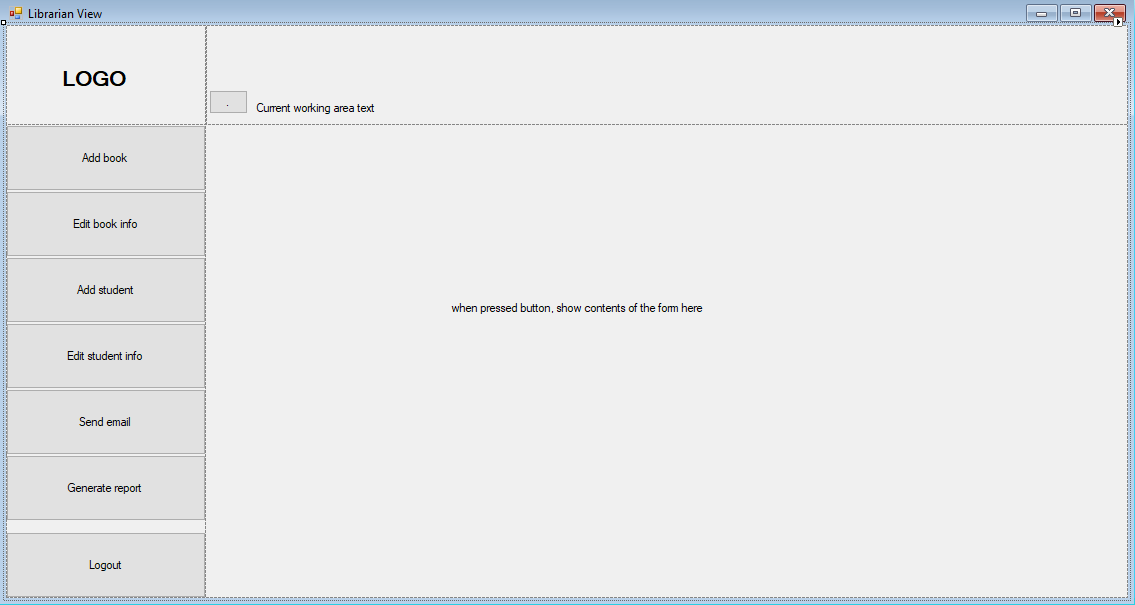 Librarian View
LOGO
.
Current working area text
Add book
Edit book info
Add student
when pressed button, show contents of the form here
Edit student info
Send email
Generate report
Logout